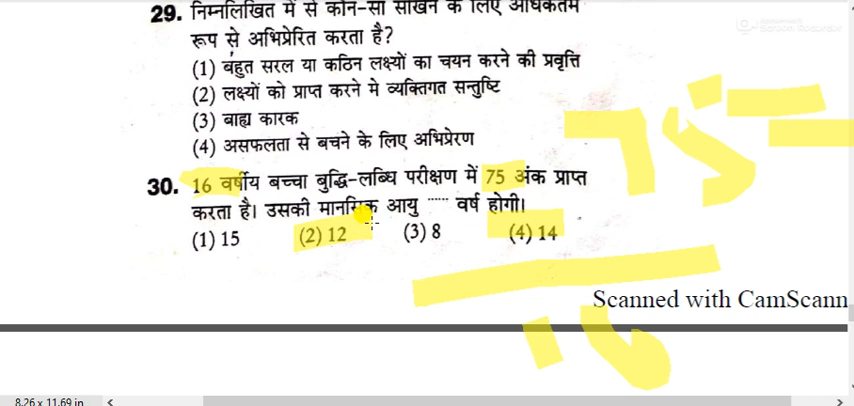 29. निम्नलिखित में से कौन-सा सीखने के लिए अधिकतम
रूप से अभिप्रेरित करता है?
(1) बहुत सरल या कठिन लक्ष्यों का चयन करने की प्रवृत्ति
(2) लक्ष्यों को प्राप्त करने मे व्यक्तिगत सन्तुष्टि
(3) बाह्य कारक
(4) असफलता से बचने के लिए अभिप्रेरण
30. 16 वर्षीय बच्चा बुद्धि-लब्धि परीक्षण में 75 अंक प्राप्त
करता है। उसकी मानसिक आयु ..... वर्ष होगी।
(1) 15 (2) 12 (3) 8 (4) 14
75
16
Scanned with CamScann
8.26 x 11.69 in